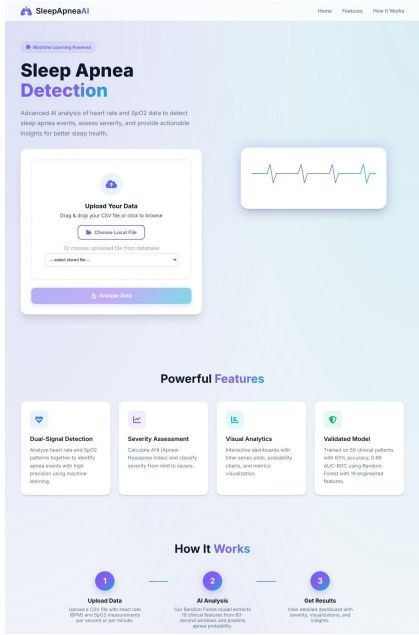 SleepApneaAI
Home Features How It Works
Machine Learning Powered
Sleep Apnea
Detection
Advanced AI analysis of heart rate and SpO2 data to detect
sleep apnea events, assess severity, and provide actionable
insights for better sleep health.
Upload Your Data
Drag & drop your CSV file or click to browse
Choose Local File
Or choose uploaded file from database
-- select stored file --
Analyze Data
Powerful Features
Dual-Signal Detection
Analyze heart rate and SpO2
patterns together to identify
apnea events with high
precision using machine
learning.
Severity Assessment
Calculate AHI (Apnea-
Hypopnea Index) and classify
severity from mild to severe.
Visual Analytics
Interactive dashboards with
time-series plots, probability
charts, and metrics
visualization.
Validated Model
Trained on 50 clinical patients
with 83% accuracy, 0.89
AUC-ROC using Random
Forest with 19 engineered
features.
How It Works
1
Upload Data
Upload a CSV file with heart rate
(BPM) and SpO2 measurements
per second or per minute.
2
AI Analysis
Our Random Forest model extracts
19 clinical features from 60-
second windows and predicts
apnea probability.
3
Get Results
View detailed dashboard with
severity, visualizations, and
insights.